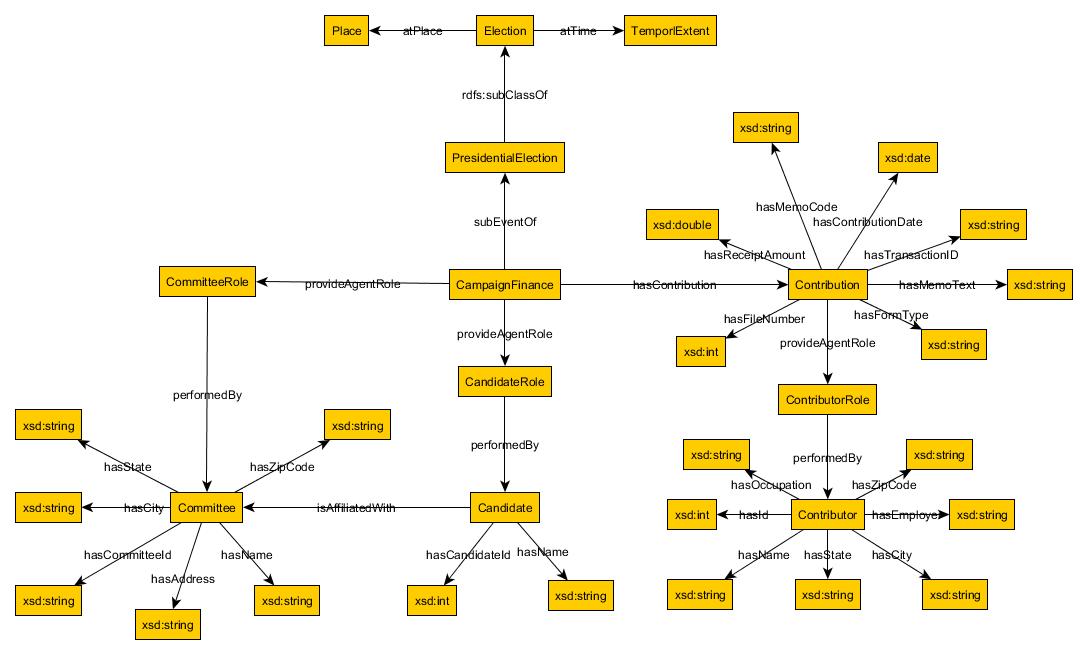 Place
atPlace
Election
atTime
TemporlExtent
rdfs:subClassOf
xsd:string
PresidentialElection
xsd:date
hasMemoCode
subEventOf
hasContributionDate
xsd:double
xsd:string
hasReceiptAmount
hasTransactionID
CommitteeRole
provideAgentRole
CampaignFinance
hasContribution
Contribution
hasMemoText
xsd:string
hasFileNumber
hasFormType
provideAgentRole
provideAgentRole
xsd:int
xsd:string
CandidateRole
performedBy
ContributorRole
xsd:string
xsd:string
performedBy
performedBy
xsd:string
xsd:string
hasState
hasZipCode
hasOccupation
hasZipCode
xsd:string
hasCity
Committee
isAffiliatedWith
Candidate
xsd:int
hasId
Contributor
hasEmployer
xsd:string
hasCommitteeId
hasName
hasCandidateId
hasName
hasName
hasState
hasCity
hasAddress
xsd:string
xsd:string
xsd:int
xsd:string
xsd:string
xsd:string
xsd:string
xsd:string